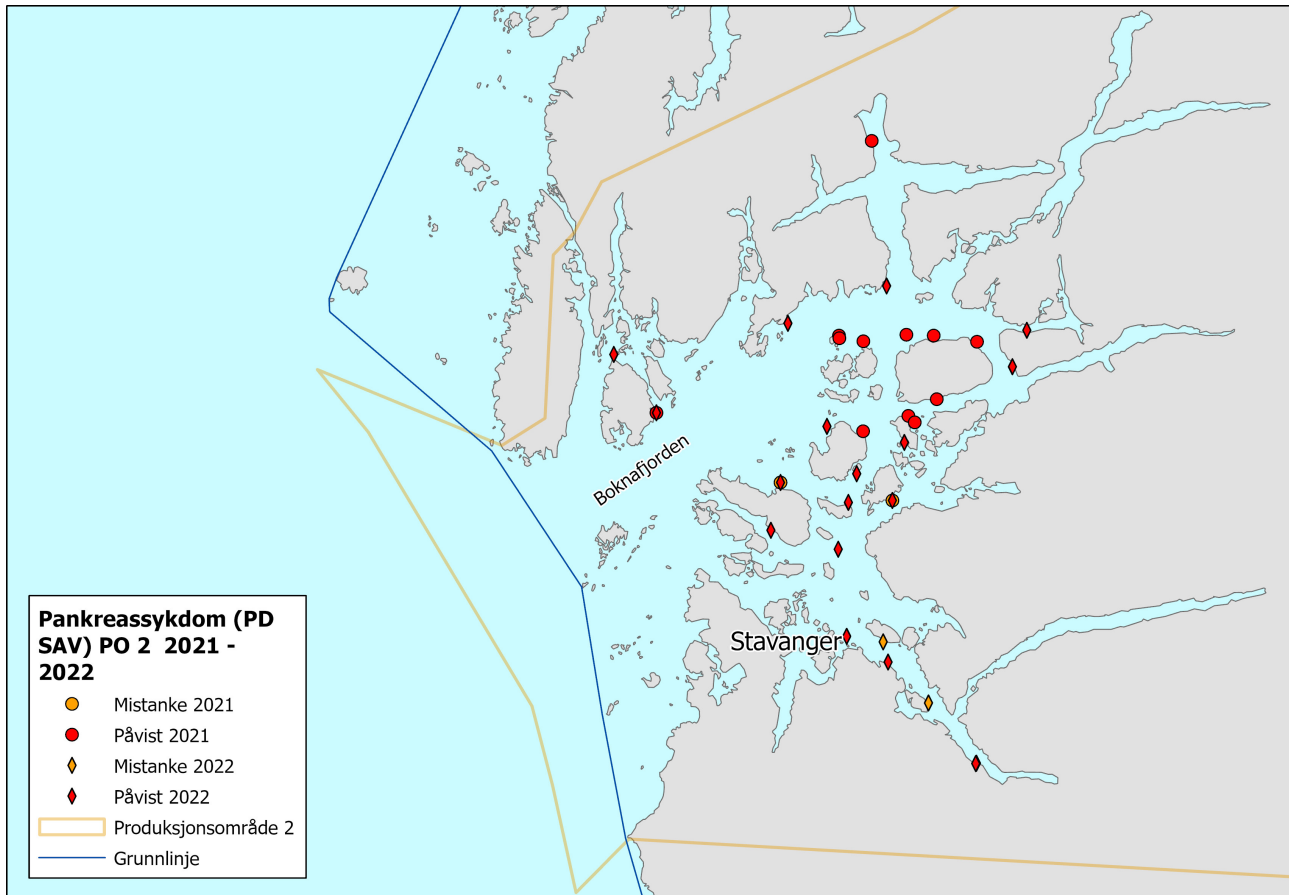 Boknafjorden
Stavanger
Pankreassykdom (PD
SAV) PO 2 2021 -
2022
Mistanke 2021
Påvist 2021
Mistanke 2022
Påvist 2022
Produksjonsområde 2
Grunnlinje